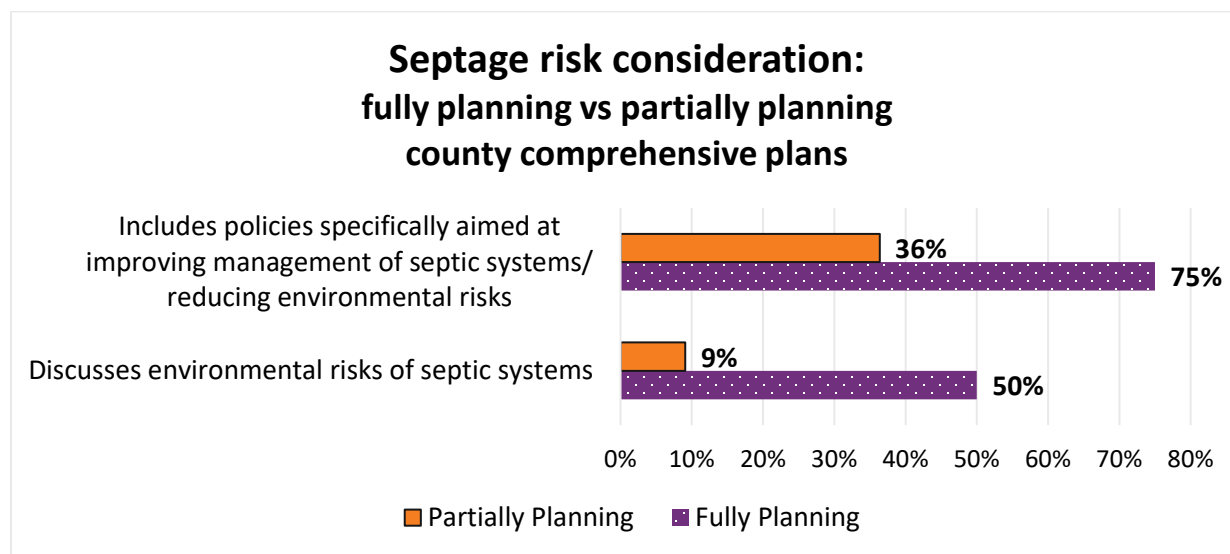 Septage risk consideration:
fully planning vs partially planning
county comprehensive plans
Includes policies specifically aimed at
improving management of septic systems/
reducing environmental risks
36%
75%
Discusses environmental risks of septic systems
9%
50%
0% 10% 20% 30% 40% 50% 60% 70% 80%
Partially Planning Fully Planning